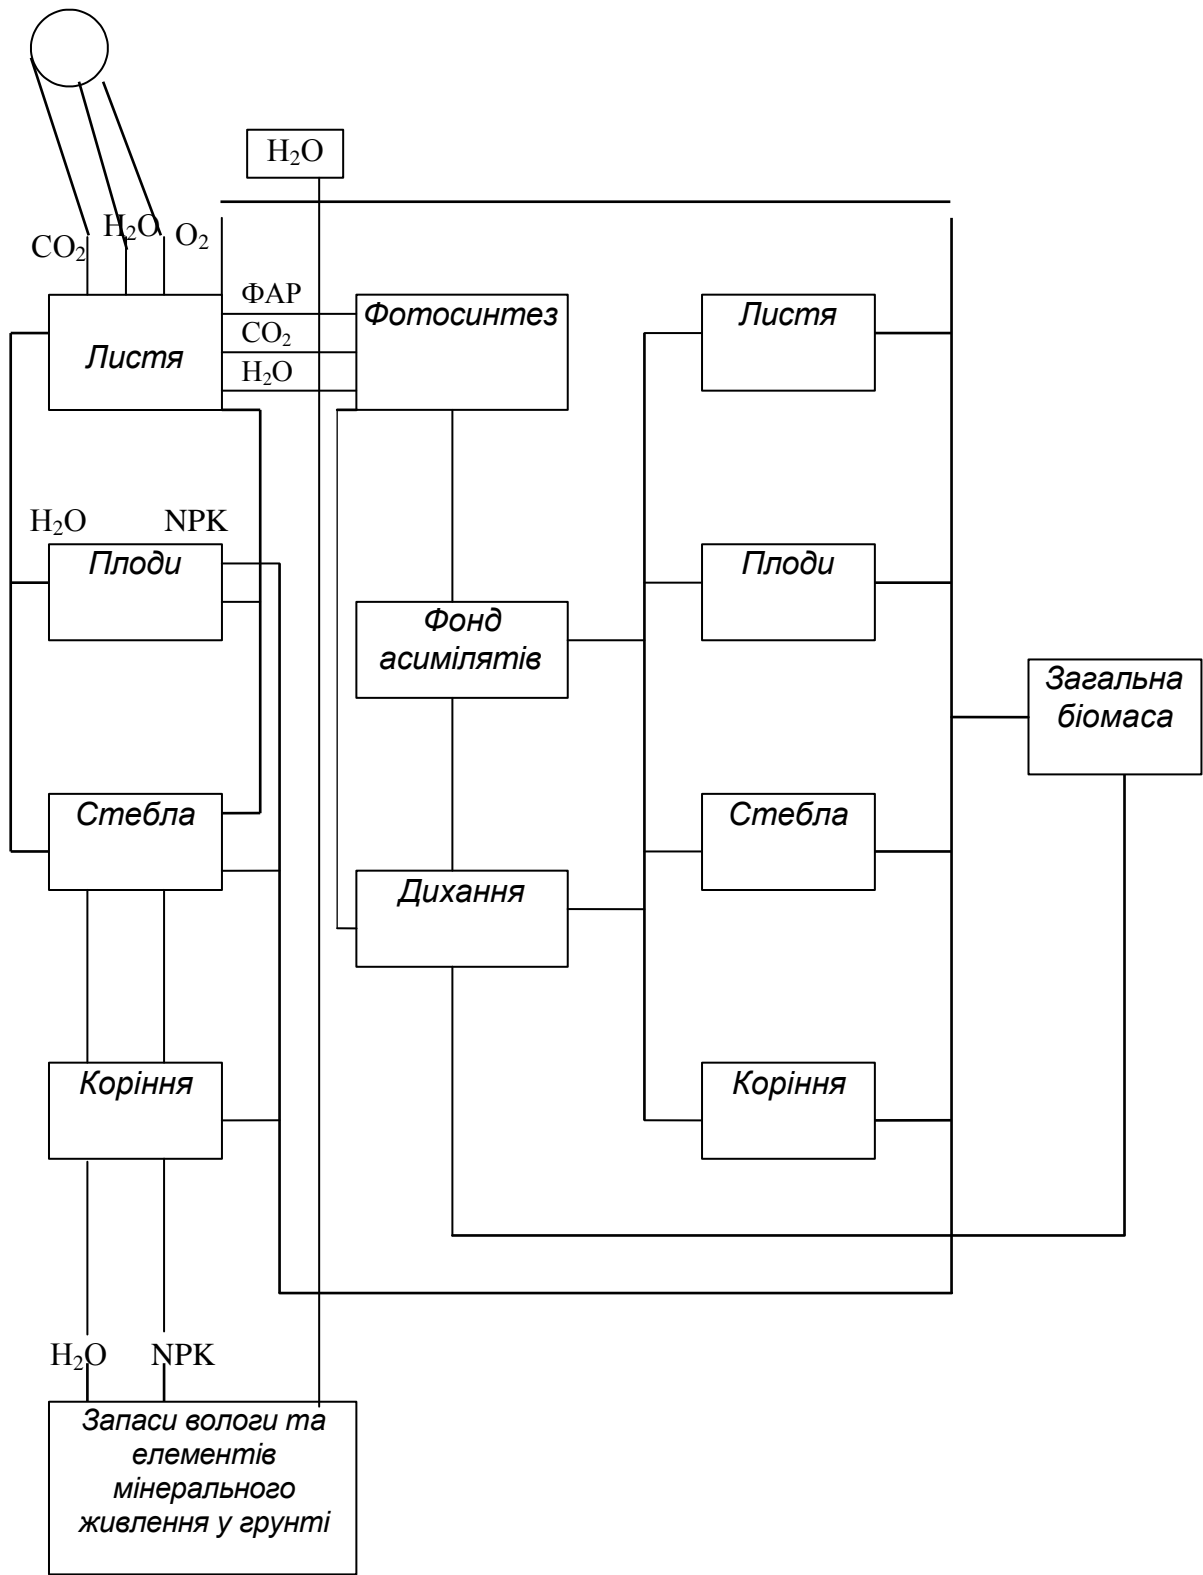 H₂O
CO₂
H₂O
O₂
ФАР
CO₂
H₂O
Листя
Фотосинтез
Листя
H₂O
NPK
Плоди
Плоди
Фонд
асимілятів
Загальна
біомаса
Стебла
Стебла
Дихання
Коріння
Коріння
H₂O
NPK
Запаси вологи та
елементів
мінерального
живлення у грунті